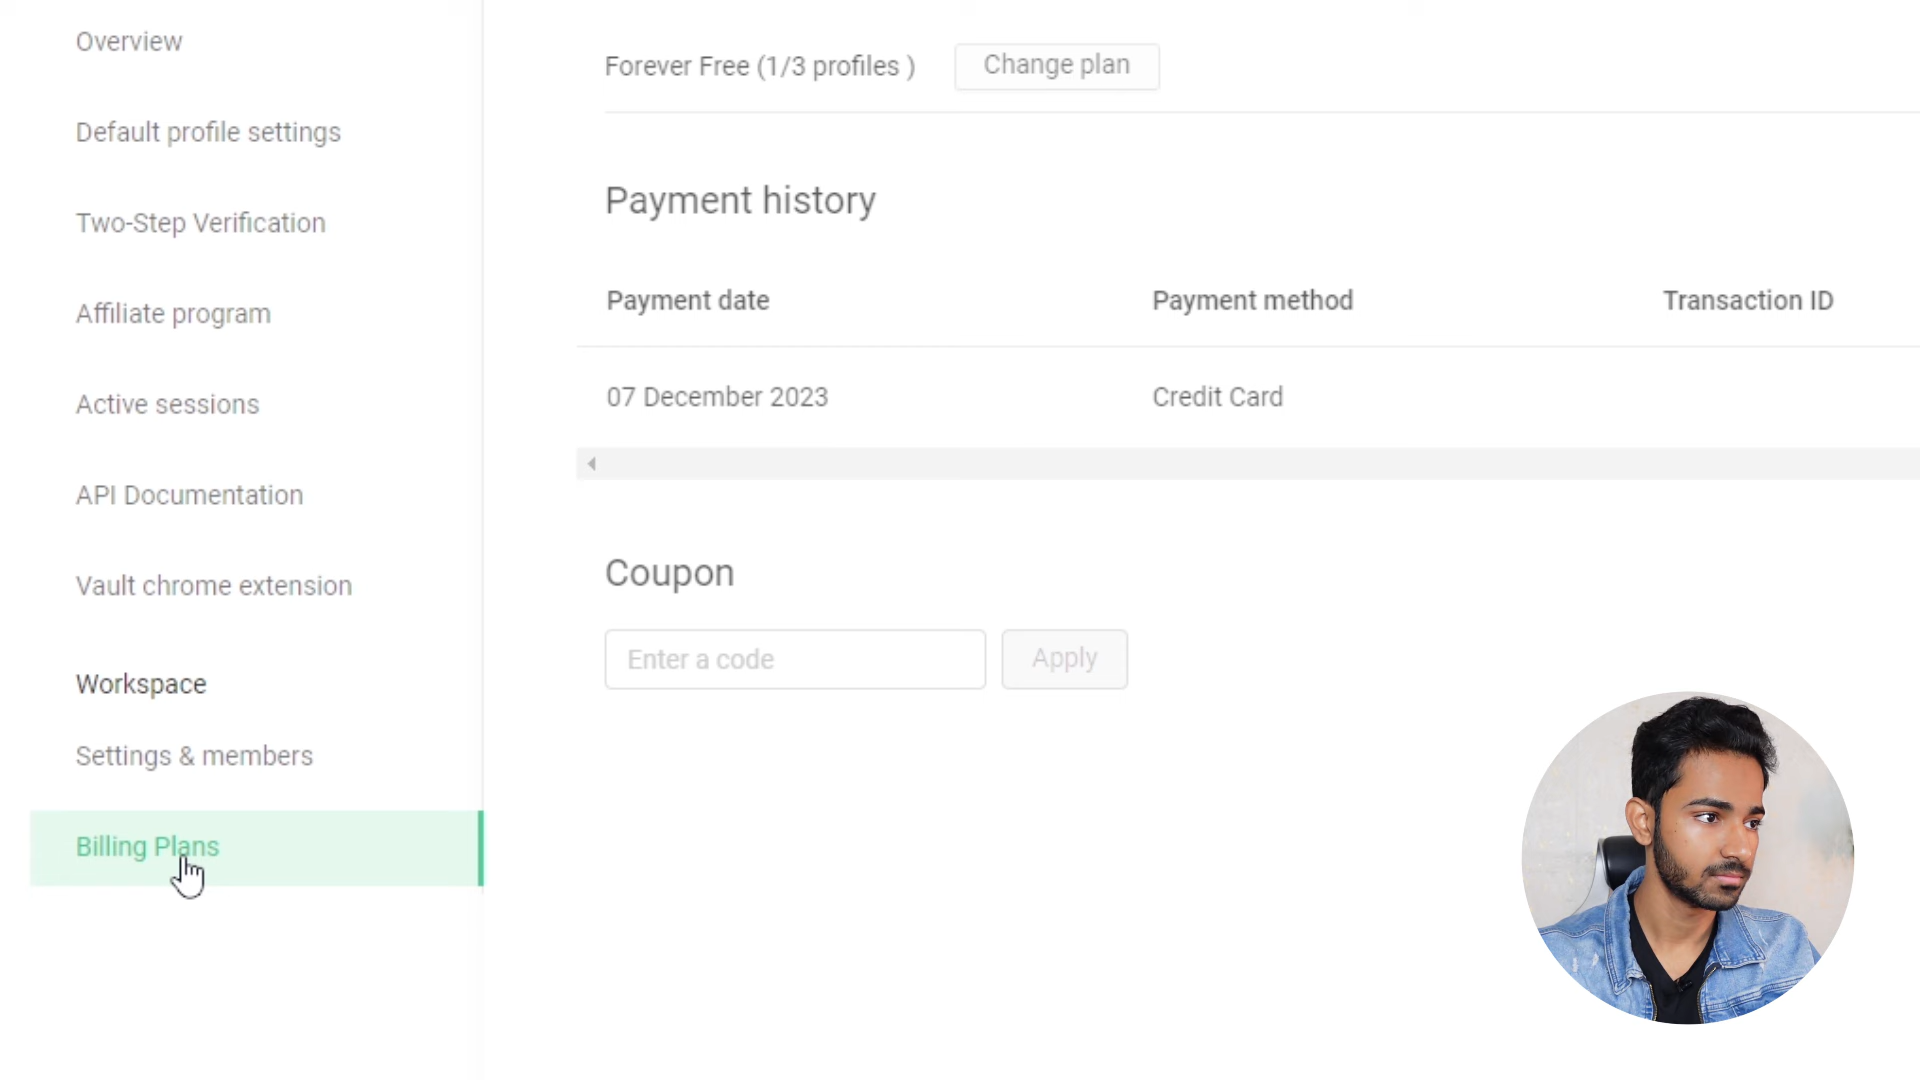 Overview
Default profile settings
Two-Step Verification
Affiliate program
Active sessions
API Documentation
Vault chrome extension
Workspace
Settings & members
Billing Plans
Forever Free (1/3 profiles )
Change plan
Payment history
Payment date
Payment method
Transaction ID
07 December 2023
Credit Card
Coupon
Enter a code
Apply